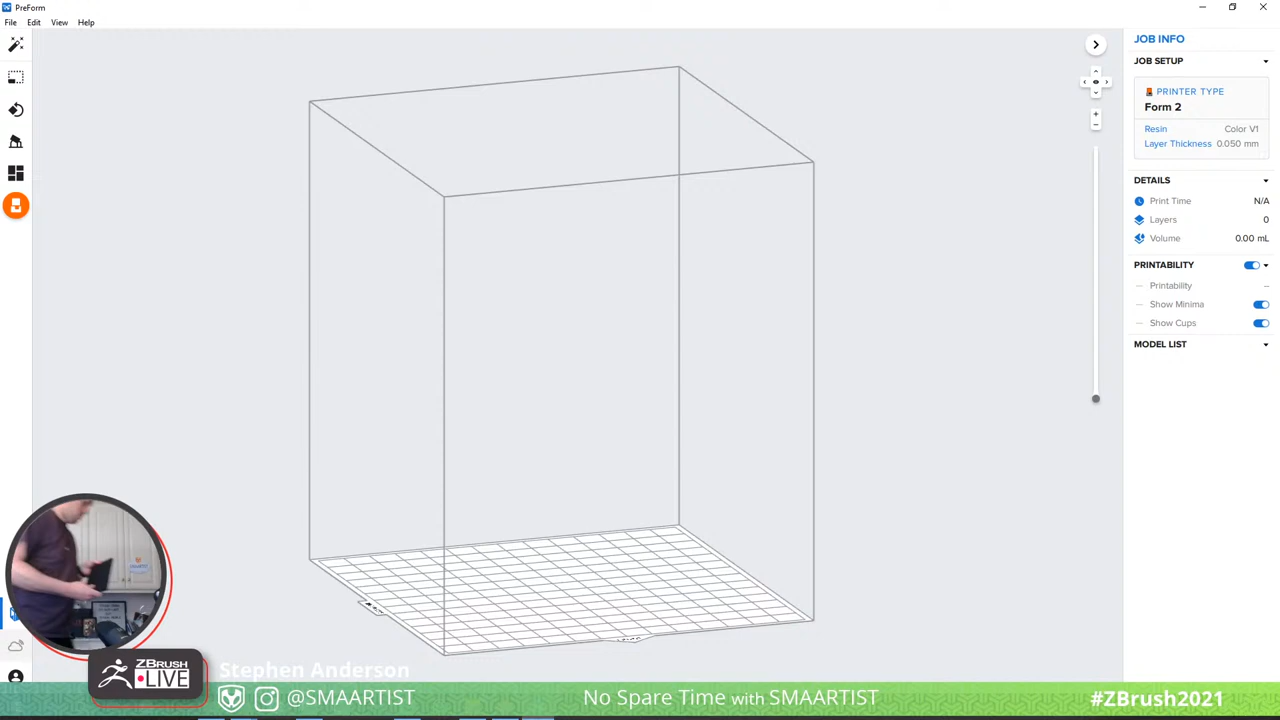 PreForm
File Edit View Help
JOB INFO
JOB SETUP
PRINTER TYPE
Form 2
Resin Color V1
Layer Thickness 0.050 mm
DETAILS
Print Time N/A
Layers 0
Volume 0.00 mL
PRINTABILITY
Printability --
Show Minima
Show Cups
MODEL LIST
Stephen Anderson
ZBRUSH
LIVE
@SMAARTIST
No Spare Time with SMAARTIST
#ZBrush2021